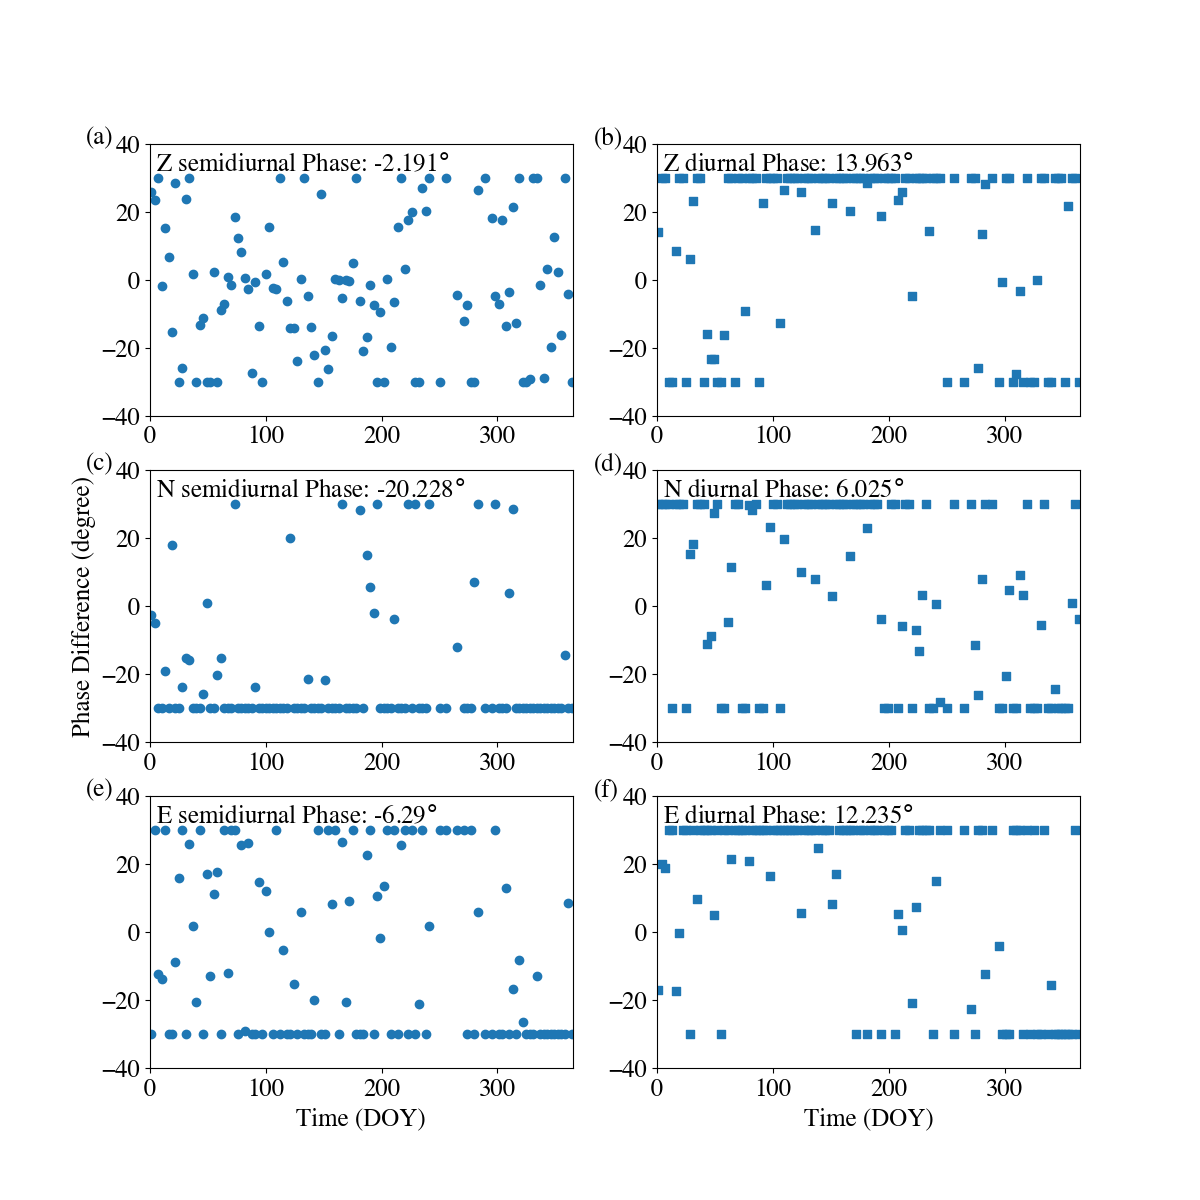 (a)
Z semidiurnal Phase: -2.191°
40
20
0
−20
−40
0 100 200 300
(b)
Z diurnal Phase: 13.963°
40
20
0
−20
−40
0 100 200 300
(c)
N semidiurnal Phase: -20.228°
40
20
0
−20
−40
0 100 200 300
Phase Difference (degree)
(d)
N diurnal Phase: 6.025°
40
20
0
−20
−40
0 100 200 300
(e)
E semidiurnal Phase: -6.29°
40
20
0
−20
−40
0 100 200 300
Time (DOY)
(f)
E diurnal Phase: 12.235°
40
20
0
−20
−40
0 100 200 300
Time (DOY)